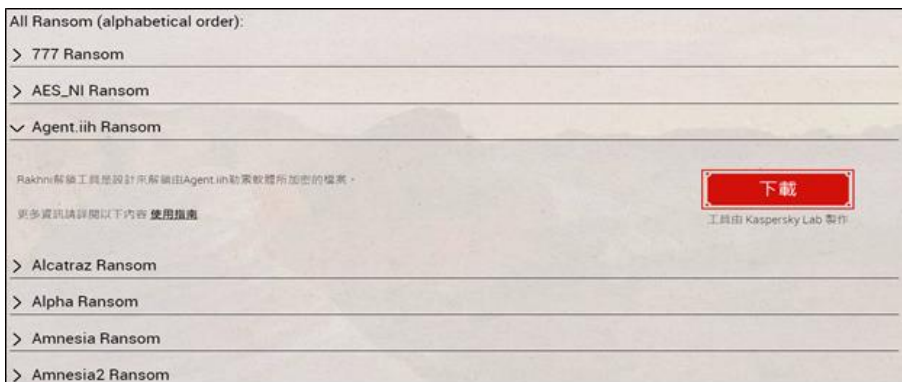 All Ransom (alphabetical order):
777 Ransom
AES_NI Ransom
Agent.iih Ransom
Rakhni解鎖工具是設計來解鎖由Agent.iih勒索軟體所加密的檔案。
更多資訊請詳閱以下內容 使用指南
下載
工具由 Kaspersky Lab 製作
Alcatraz Ransom
Alpha Ransom
Amnesia Ransom
Amnesia2 Ransom